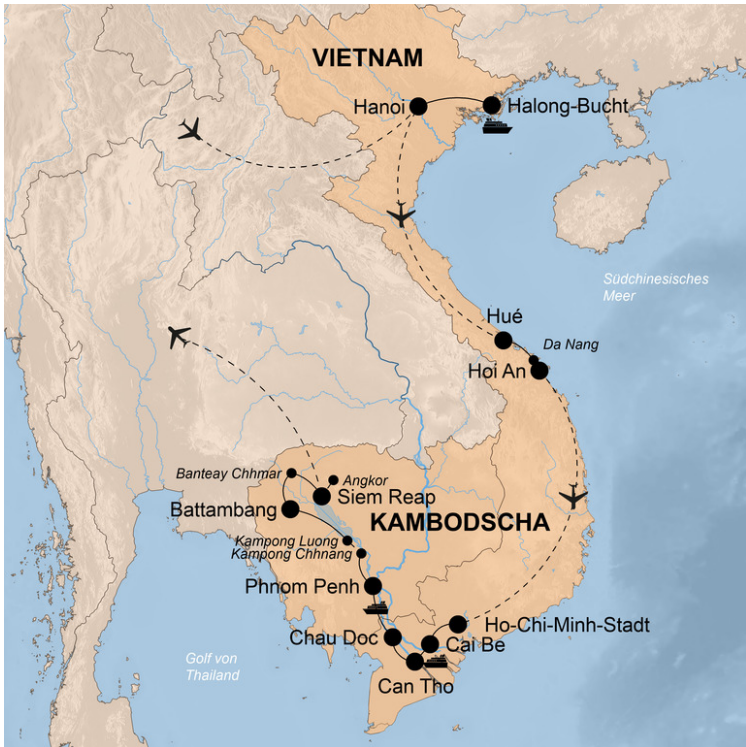 VIETNAM
Hanoi
Halong-Bucht
Südchinesisches
Meer
Hué
Da Nang
Hoi An
Banteay Chhmar
Angkor
Siem Reap
Battambang
KAMBODSCHA
Kampong Luong
Kampong Chhnang
Phnom Penh
Ho-Chi-Minh-Stadt
Chau Doc
Cai Be
Golf von
Thailand
Can Tho